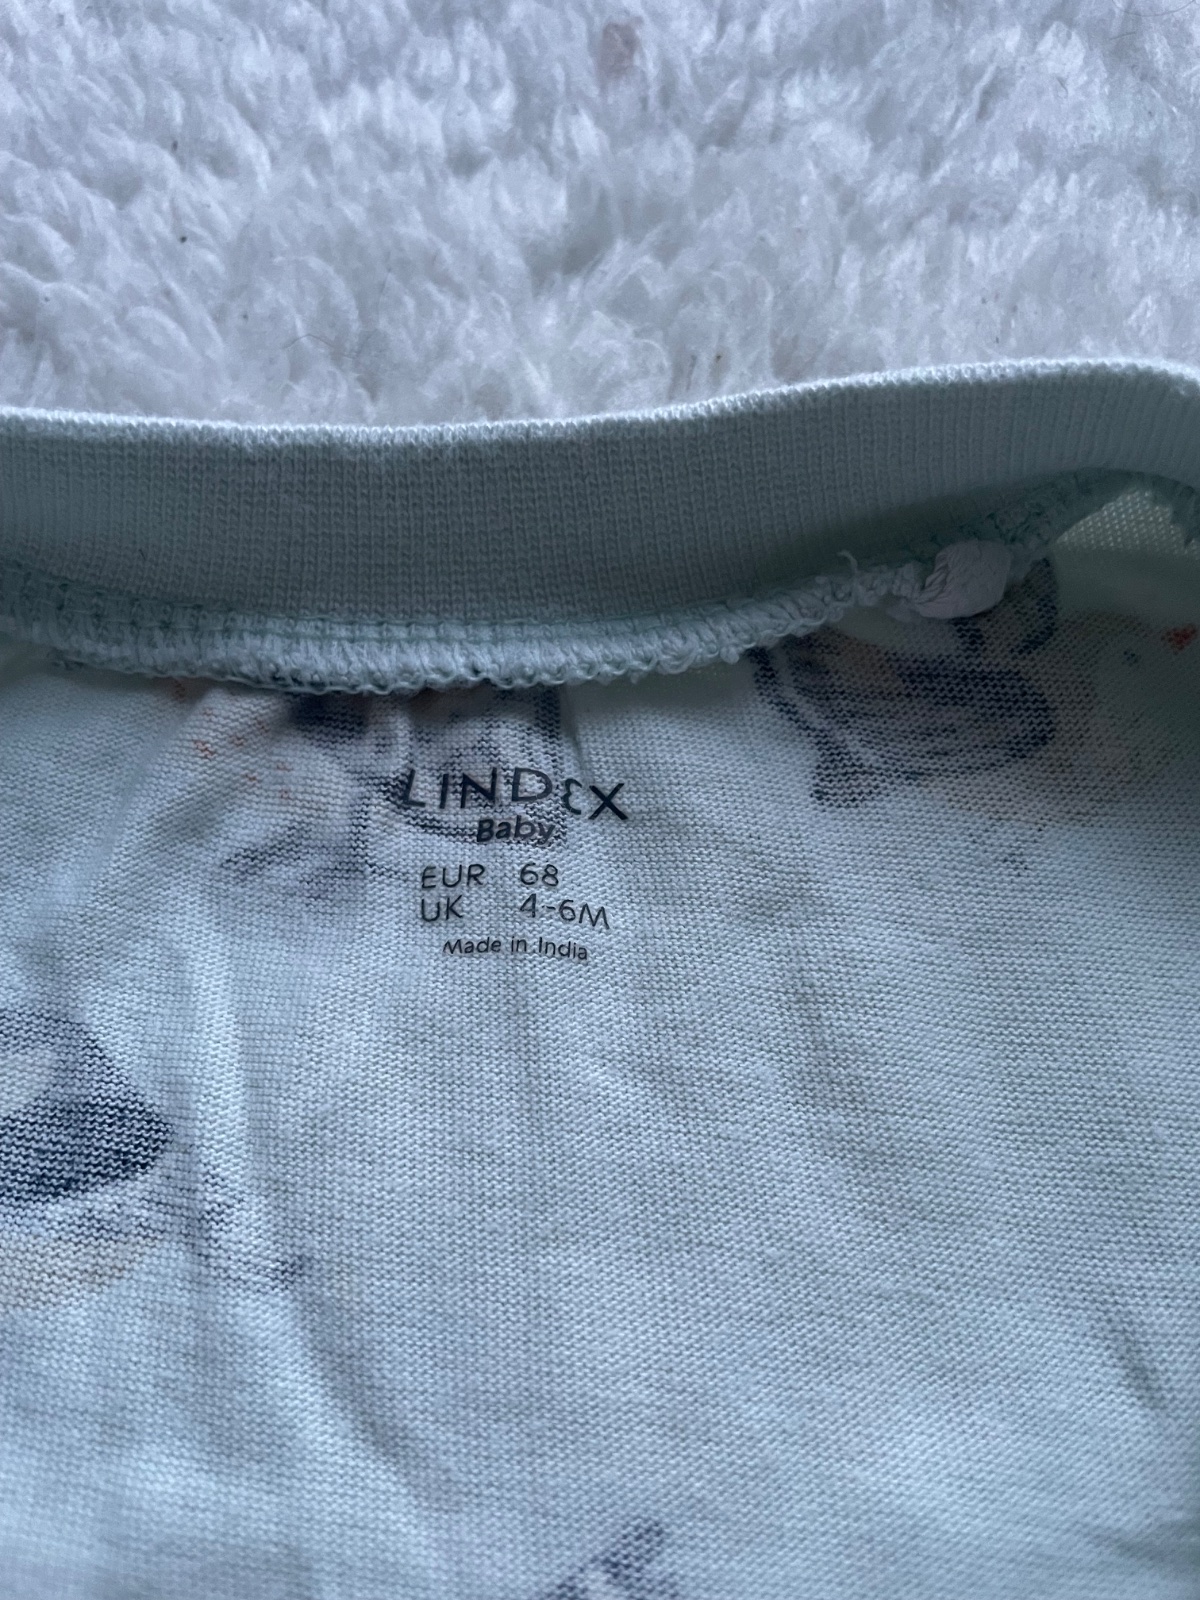 LINDEX
Baby
EUR 68
UK 4-6M
Made in India